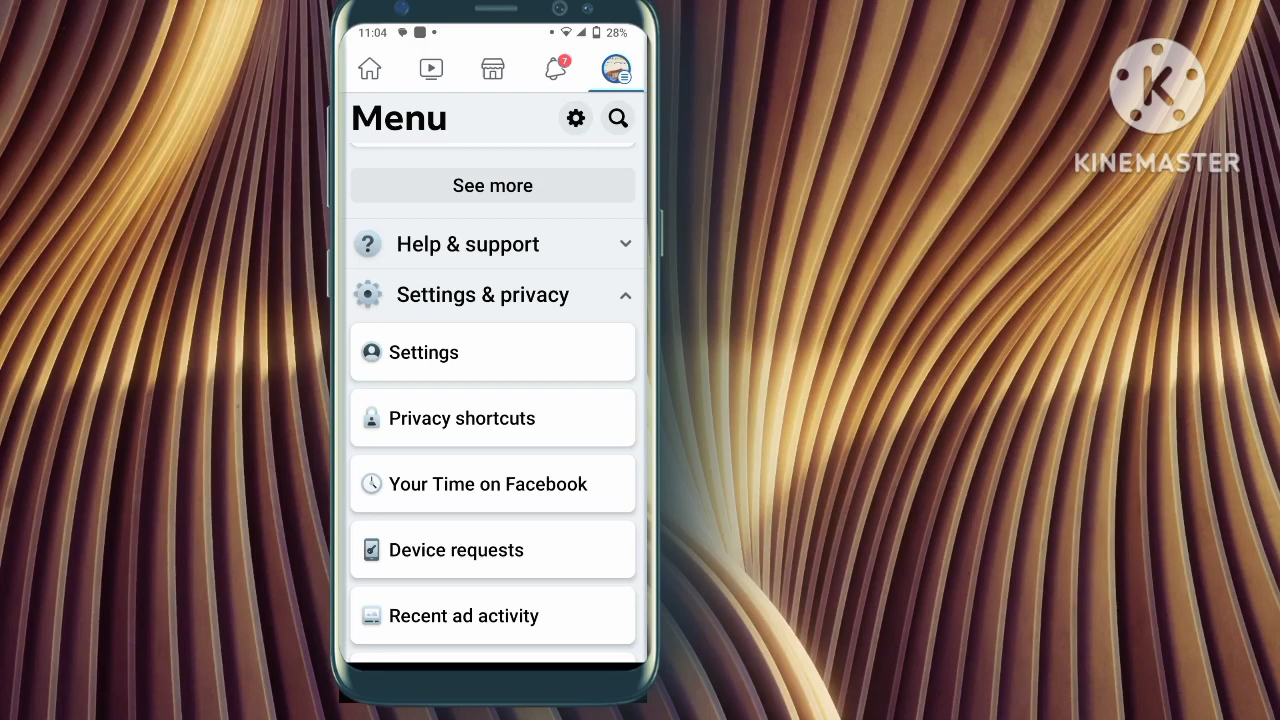 11:04
28%
7
Menu
See more
Help & support
Settings & privacy
Settings
Privacy shortcuts
Your Time on Facebook
Device requests
Recent ad activity
K
KINEMASTER